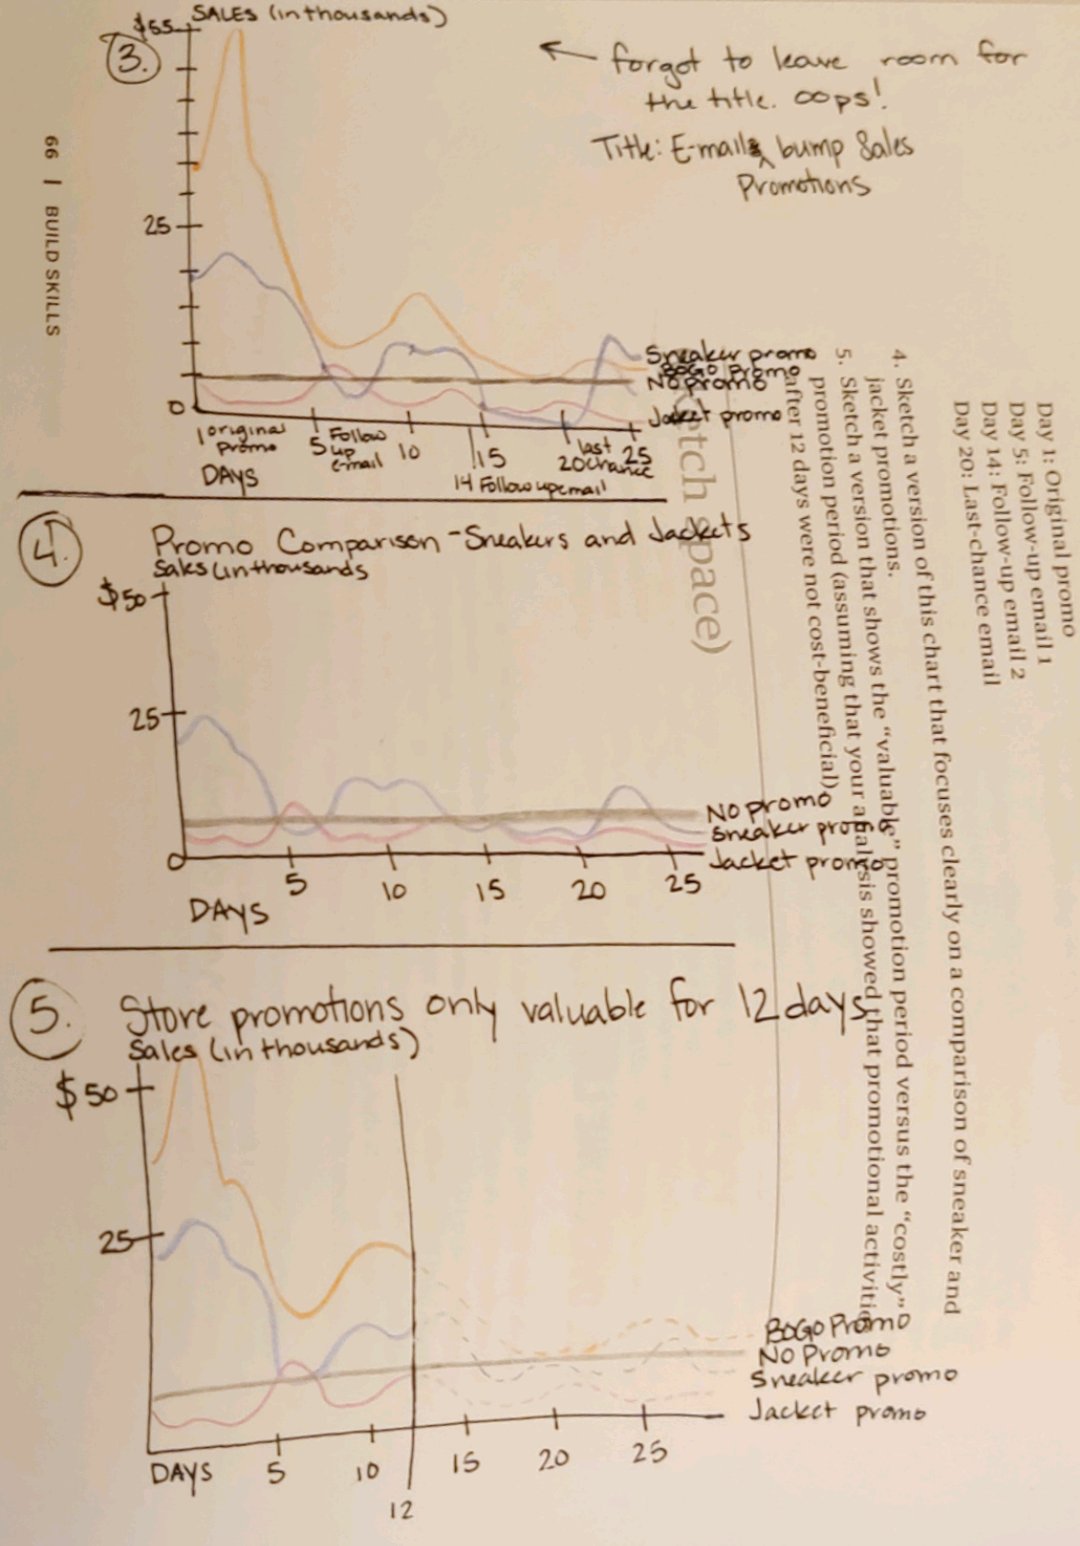 SALES (in thousands)
$55
3.
← forgot to leave room for
the title. oops!
Title: E-mails bump Sales
Promotions
25
0
Sneaker promo
BOGO Promo
No promo
Jacket promo
1 original
promo
5 Follow
up
e-mail
10
14 Follow up email
15
20
last
chance
25
DAYS
4.
Promo Comparison - Sneakers and Jackets
Sales (in thousands
$50
25
0
No promo
Sneaker promo
Jacket promo
5
10
15
20
25
DAYS
5.
Store promotions only valuable for 12 days
Sales (in thousands)
$50
25
BOGO Promo
No Promo
Sneaker promo
Jacket promo
DAYS
5
10
12
15
20
25
66 | BUILD SKILLS
Day 1: Original promo
Day 5: Follow-up email 1
Day 14: Follow-up email 2
Day 20: Last-chance email
4. Sketch a version of this chart that focuses clearly on a comparison of sneaker and
jacket promotions.
5. Sketch a version that shows the "valuable" promotion period versus the "costly"
promotion period (assuming that your analysis showed that promotional activities
after 12 days were not cost-beneficial).
space)